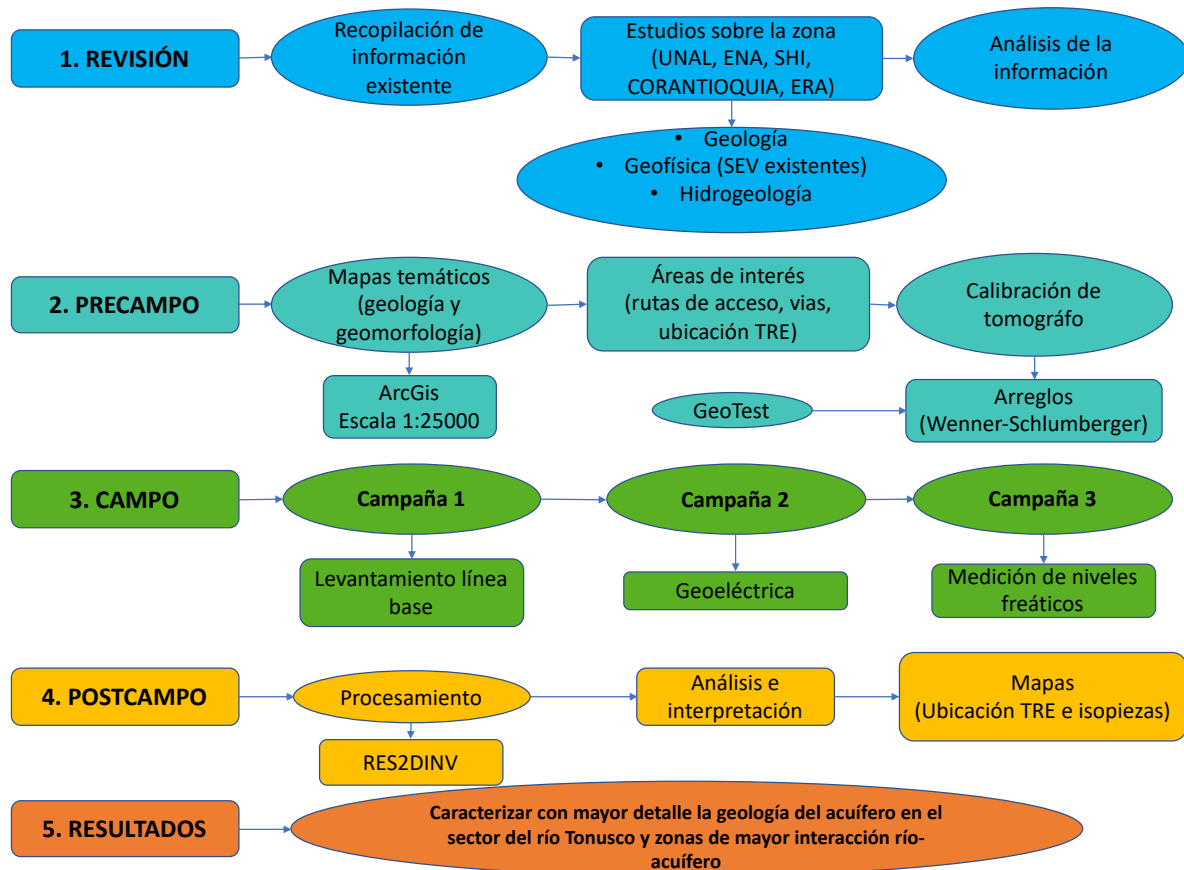 1. REVISIÓN
Recopilación de
información
existente
Estudios sobre la zona
(UNAL, ENA, SHI,
CORANTIOQUIA, ERA)
Análisis de la
información
• Geología
• Geofísica (SEV existentes)
• Hidrogeología
2. PRECAMPO
Mapas temáticos
(geología y
geomorfología)
Áreas de interés
(rutas de acceso, vias,
ubicación TRE)
Calibración de
tomográfo
ArcGis
Escala 1:25000
GeoTest
Arreglos
(Wenner-Schlumberger)
3. CAMPO
Campaña 1
Campaña 2
Campaña 3
Levantamiento línea
base
Geoeléctrica
Medición de niveles
freáticos
4. POSTCAMPO
Procesamiento
Análisis e
interpretación
Mapas
(Ubicación TRE e isopiezas)
RES2DINV
5. RESULTADOS
Caracterizar con mayor detalle la geología del acuífero en el
sector del río Tonusco y zonas de mayor interacción río-
acuífero